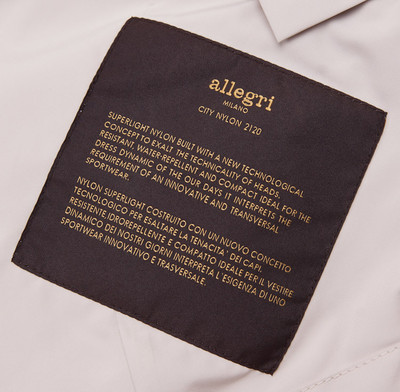 allegri
MILANO
CITY NYLON 2120
SUPERLIGHT NYLON BUILT WITH A NEW TECHNOLOGICAL
CONCEPT TO EXALT THE TECHNICALITY OF HEADS.
RESISTANT, WATER-REPELLENT AND COMPACT IDEAL FOR THE
DRESS DYNAMIC OF THE OUR DAYS IT INTERPRETS THE
REQUIREMENT OF AN INNOVATIVE AND TRANSVERSAL
SPORTWEAR.
NYLON SUPERLIGHT COSTRUITO CON UN NUOVO CONCETTO
TECNOLOGICO PER ESALTARE LA TENACITA' DEI CAPI.
RESISTENTE IDROREPELLENTE E COMPATTO IDEALE PER IL VESTIRE
DINAMICO DEI NOSTRI GIORNI INTERPRETA L'ESIGENZA DI UNO
SPORTWEAR INNOVATIVO E TRASVERSALE.